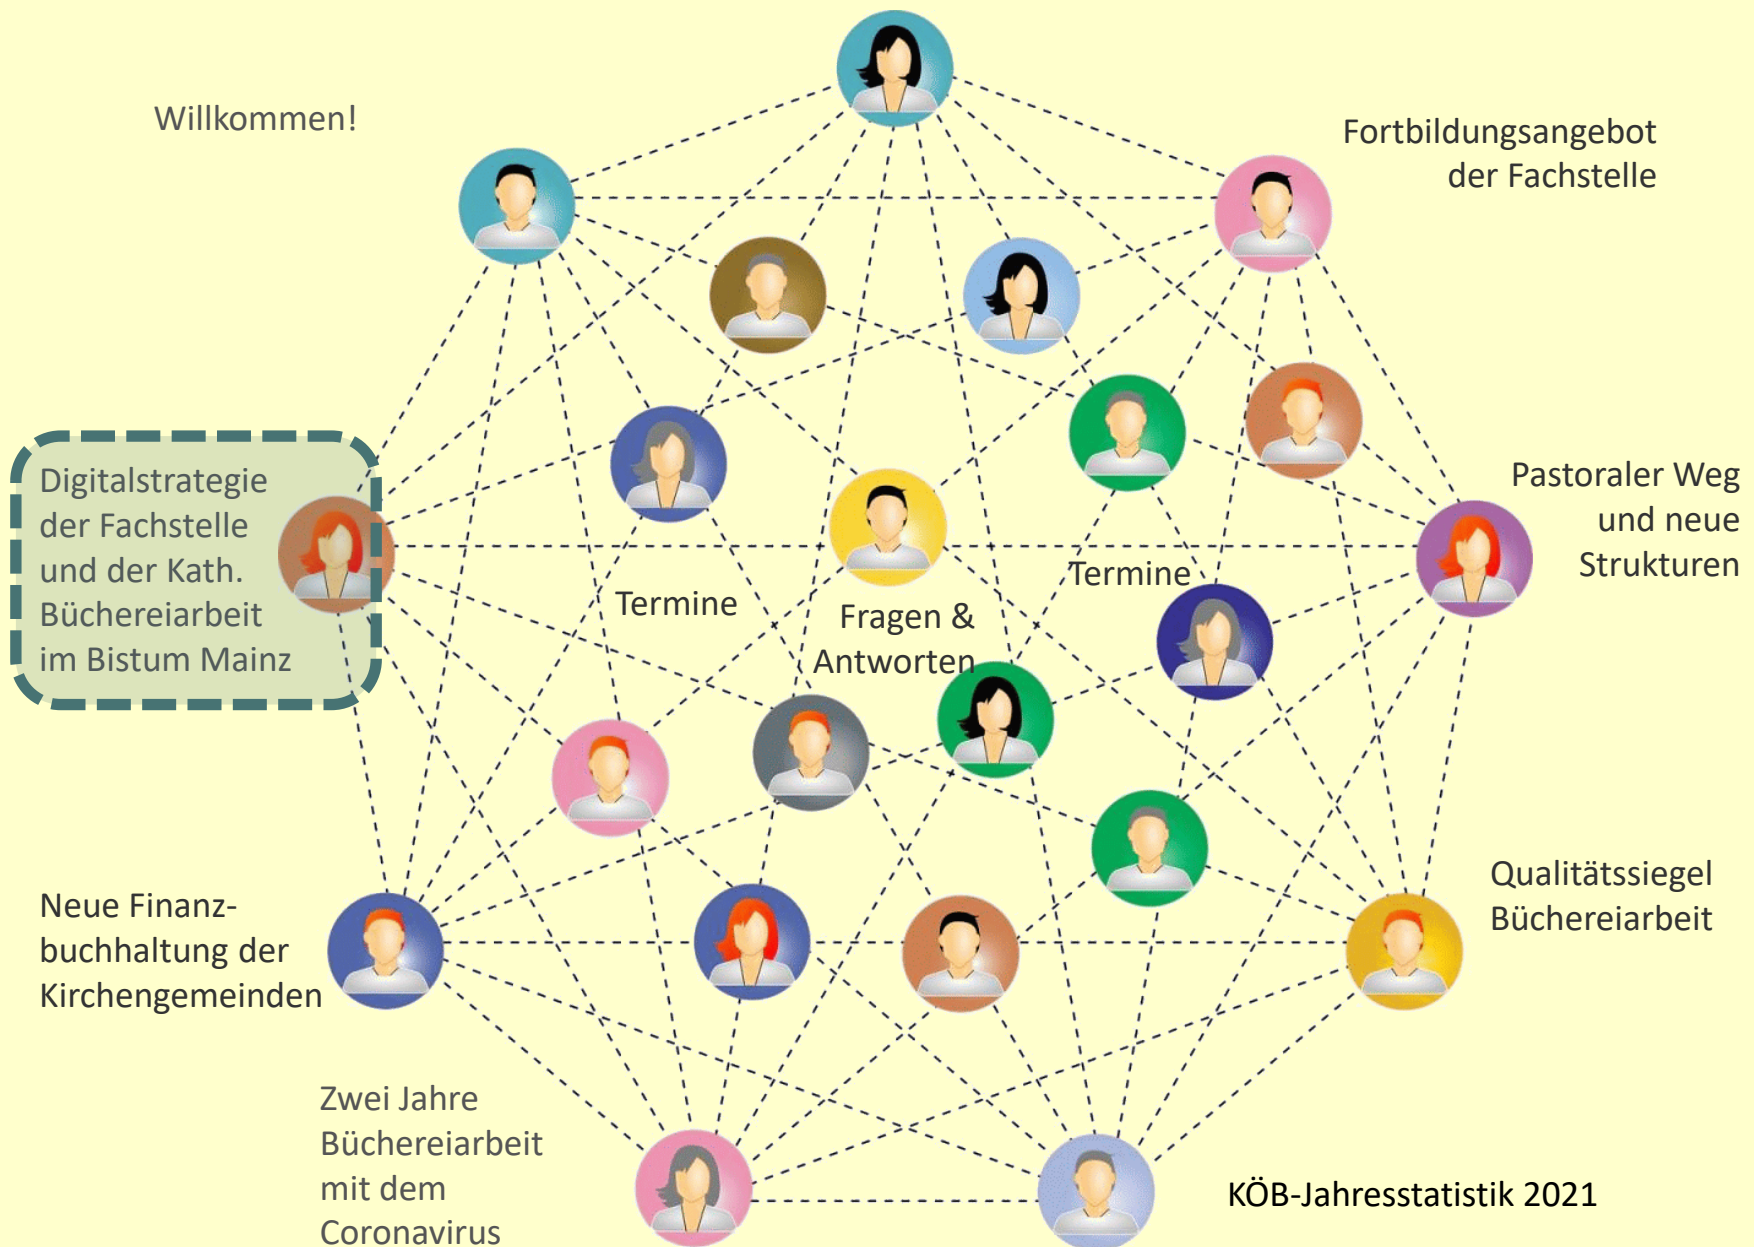 Willkommen!
Fortbildungsangebot
der Fachstelle
Digitalstrategie
der Fachstelle
und der Kath.
Büchereiarbeit
im Bistum Mainz
Pastoraler Weg
und neue
Strukturen
Termine
Fragen &
Antworten
Termine
Neue Finanz-
buchhaltung der
Kirchengemeinden
Qualitätssiegel
Büchereiarbeit
Zwei Jahre
Büchereiarbeit
mit dem
Coronavirus
KÖB-Jahresstatistik 2021